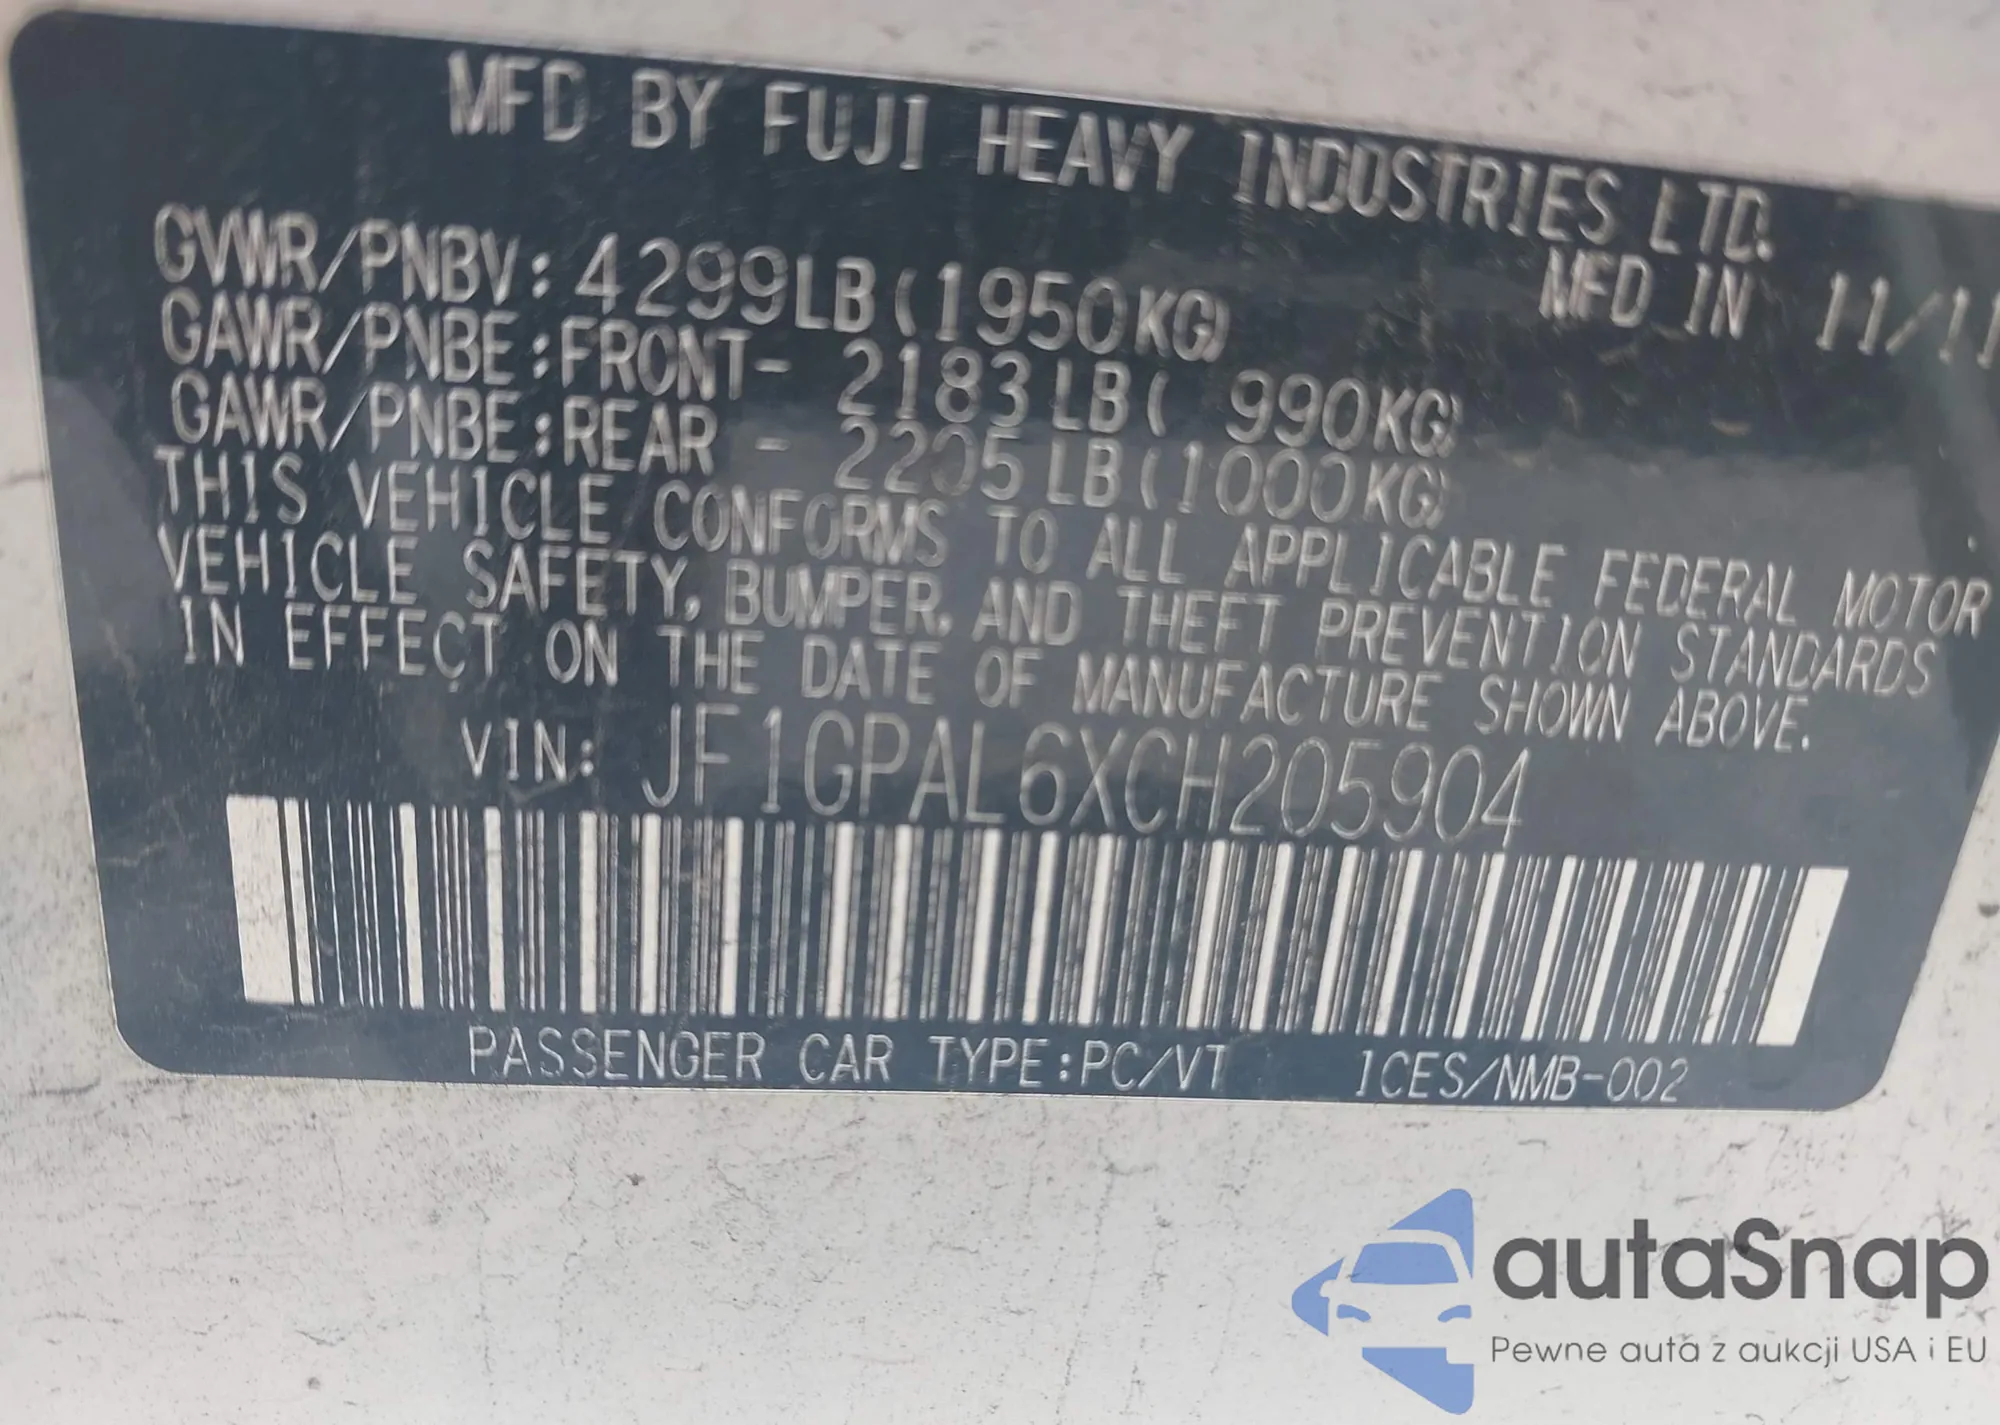 MFD BY FUJI HEAVY INDUSTRIES LTD.
MFD IN 11/11
GVWR/PNBV:4299LB(1950KG)
GAWR/PNBE:FRONT- 2183LB( 990KG)
GAWR/PNBE:REAR - 2205LB(1000KG)
THIS VEHICLE CONFORMS TO ALL APPLICABLE FEDERAL MOTOR
VEHICLE SAFETY, BUMPER, AND THEFT PREVENTION STANDARDS
IN EFFECT ON THE DATE OF MANUFACTURE SHOWN ABOVE.
VIN: JF1GPAL6XCH205904
PASSENGER CAR TYPE:PC/VT 1CES/NMB-002
autaSnap
Pewne auta z aukcji USA i EU